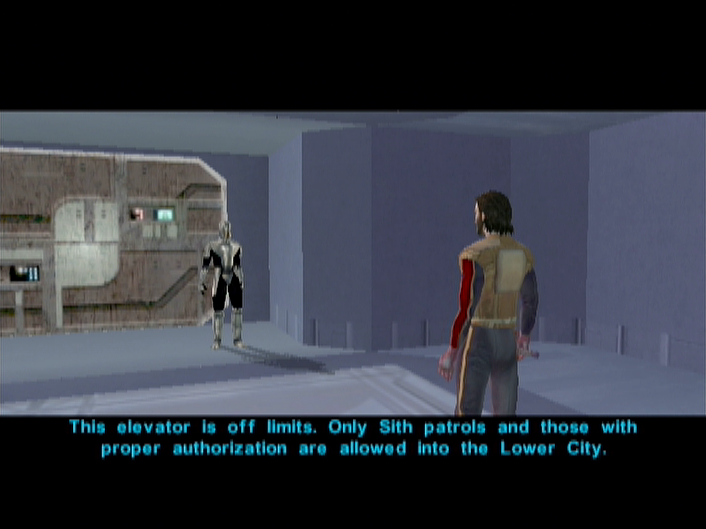 This elevator is off limits. Only Sith patrols and those with
proper authorization are allowed into the Lower City.